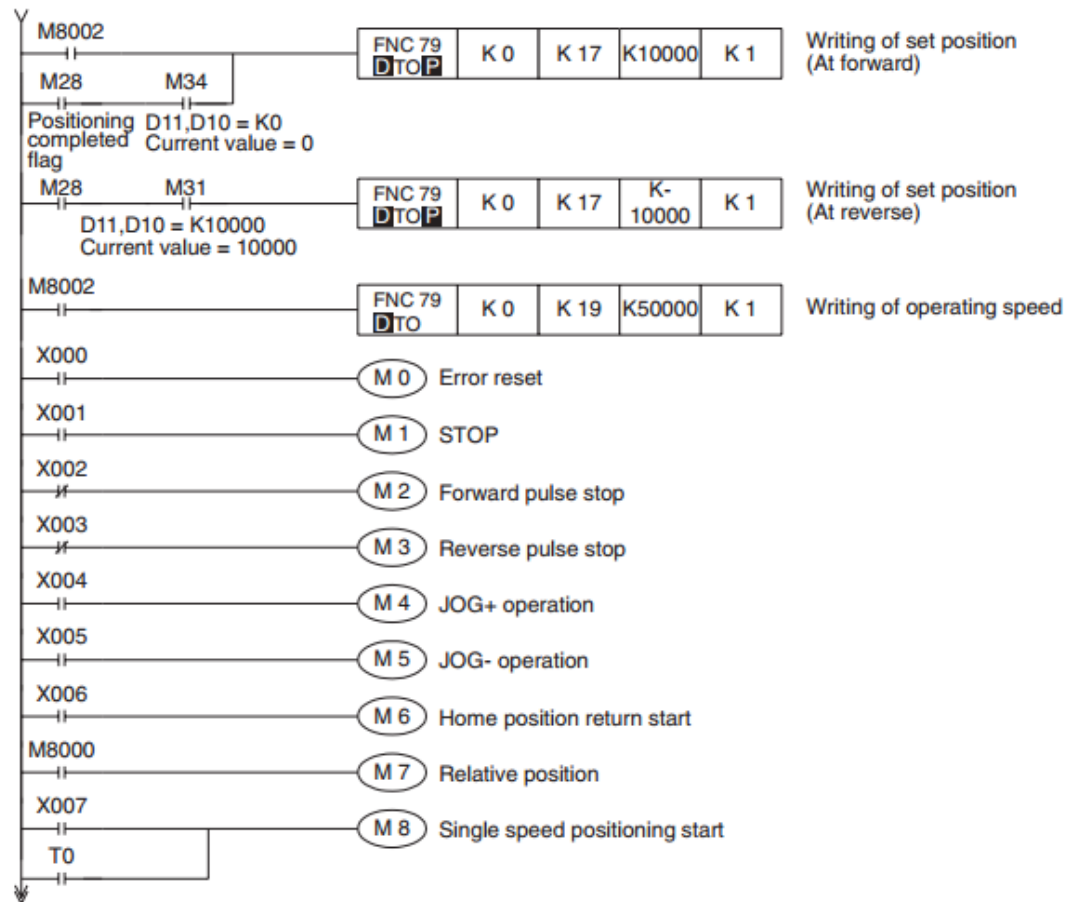 M8002
FNC 79 DTOP K 0 K 17 K10000 K 1 Writing of set position
(At forward)
M28 M34
Positioning completed flag
D11,D10 = K0
Current value = 0
M28 M31
FNC 79 DTOP K 0 K 17 K-10000 K 1 Writing of set position
(At reverse)
D11,D10 = K10000
Current value = 10000
M8002
FNC 79 DTO K 0 K 19 K50000 K 1 Writing of operating speed
X000
M 0 Error reset
X001
M 1 STOP
X002
M 2 Forward pulse stop
X003
M 3 Reverse pulse stop
X004
M 4 JOG+ operation
X005
M 5 JOG- operation
X006
M 6 Home position return start
M8000
M 7 Relative position
X007
M 8 Single speed positioning start
T0